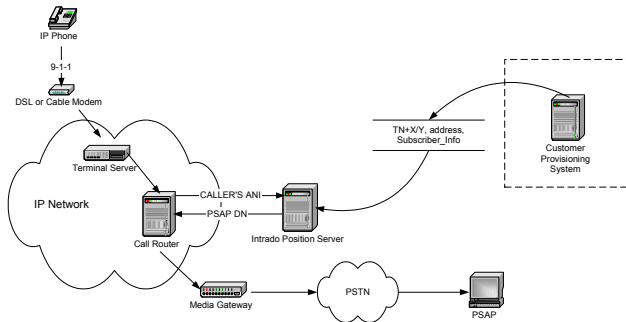 IP Phone
9-1-1
DSL or Cable Modem
Terminal Server
IP Network
CALLER'S ANI
PSAP DN
Call Router
Intrado Position Server
TN+X/Y, address,
Subscriber_Info
Customer
Provisioning
System
Media Gateway
PSTN
PSAP